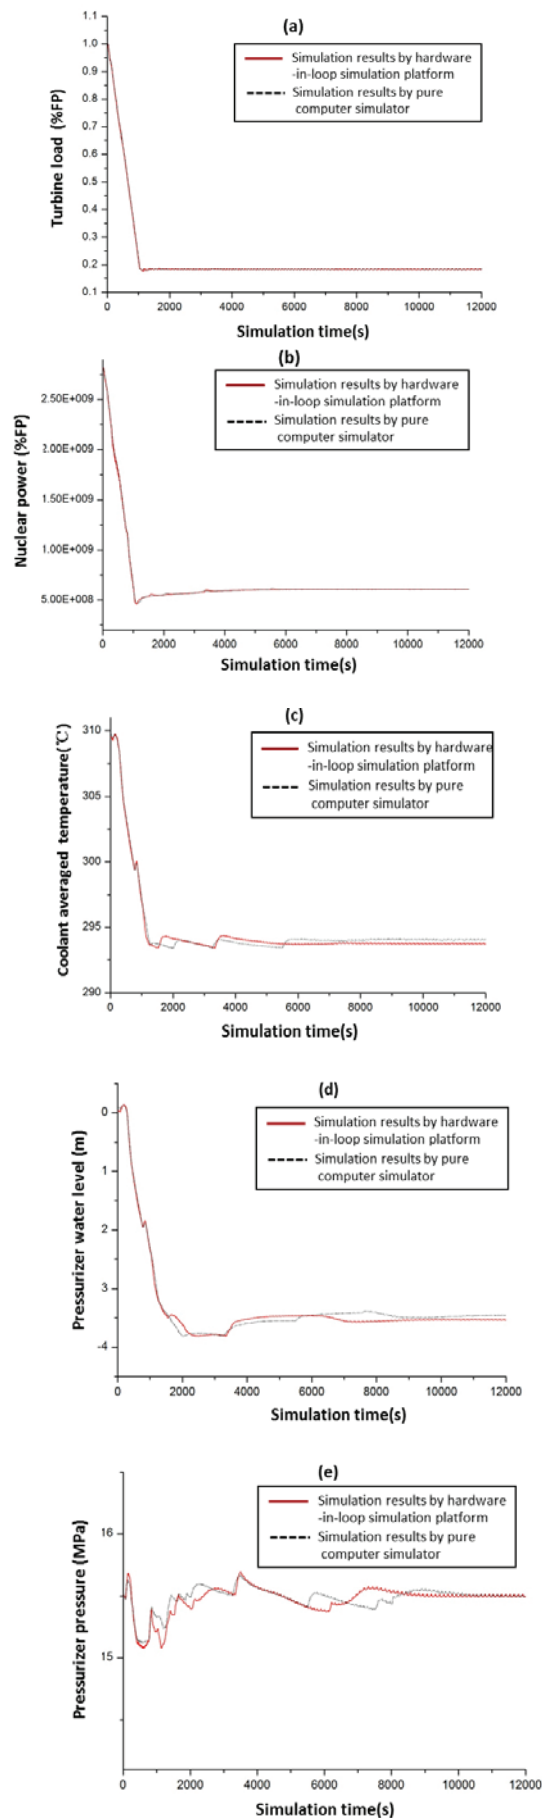 (a)
1.1
1.0
0.9
0.8
0.7
0.6
0.5
0.4
0.3
0.2
0.1
Turbine load (%FP)
Simulation results by hardware
-in-loop simulation platform
Simulation results by pure
computer simulator
0 2000 4000 6000 8000 10000 12000
Simulation time(s)
(b)
2.50E+009
2.00E+009
1.50E+009
1.00E+009
5.00E+008
Nuclear power (%FP)
Simulation results by hardware
-in-loop simulation platform
Simulation results by pure
computer simulator
0 2000 4000 6000 8000 10000 12000
Simulation time(s)
(c)
310
305
300
295
290
Coolant averaged temperature(℃)
Simulation results by hardware
-in-loop simulation platform
Simulation results by pure
computer simulator
0 2000 4000 6000 8000 10000 12000
Simulation time(s)
(d)
0
1
2
3
-4
Pressurizer water level (m)
Simulation results by hardware
-in-loop simulation platform
Simulation results by pure
computer simulator
0 2000 4000 6000 8000 10000 12000
Simulation time(s)
(e)
16
15
Pressurizer pressure (MPa)
Simulation results by hardware
-in-loop simulation platform
Simulation results by pure
computer simulator
0 2000 4000 6000 8000 10000 12000
Simulation time(s)